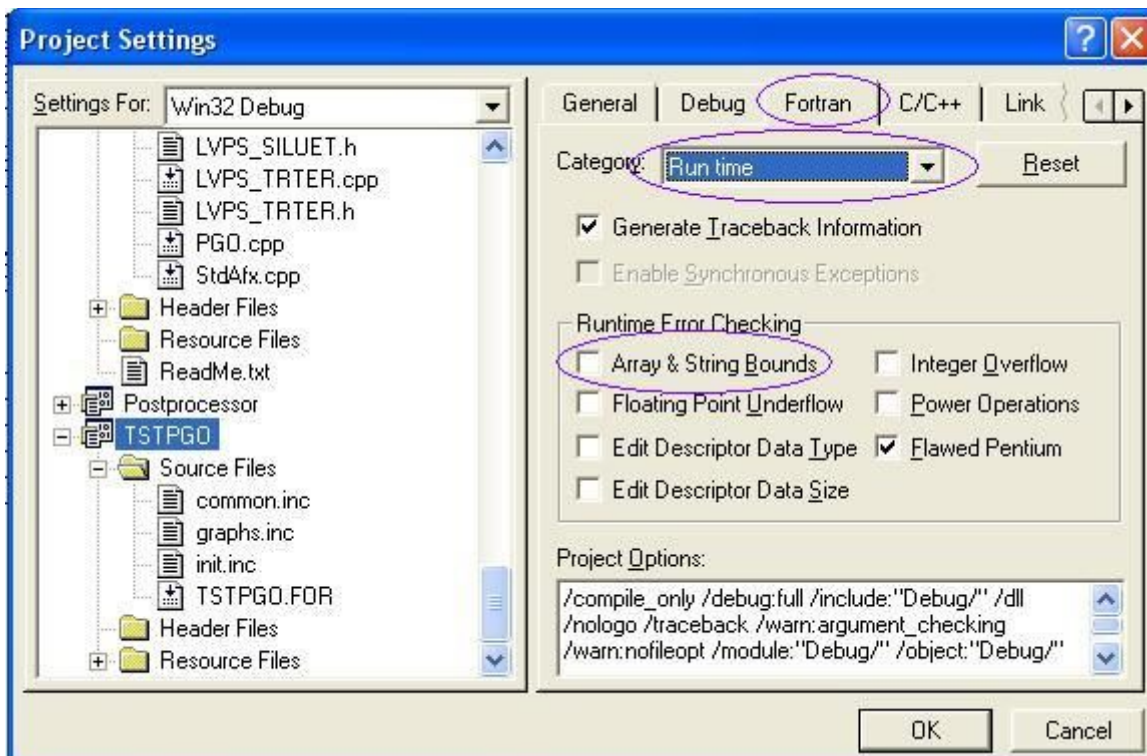 Project Settings
Settings For: Win32 Debug
LVPS_SILUET.h
LVPS_TRTER.cpp
LVPS_TRTER.h
PGO.cpp
StdAfx.cpp
Header Files
Resource Files
ReadMe.txt
Postprocessor
TSTPGO
Source Files
common.inc
graphs.inc
init.inc
TSTPGO.FOR
Header Files
Resource Files
General Debug Fortran C/C++ Link
Category: Run time Reset
Generate Traceback Information
Enable Synchronous Exceptions
Runtime Error Checking
Array & String Bounds Integer Overflow
Floating Point Underflow Power Operations
Edit Descriptor Data Type Flawed Pentium
Edit Descriptor Data Size
Project Options:
/compile_only /debug:full /include:"Debug/" /dll
/nologo /traceback /warn:argument_checking
/warn:nofileopt /module:"Debug/" /object:"Debug/"
OK Cancel